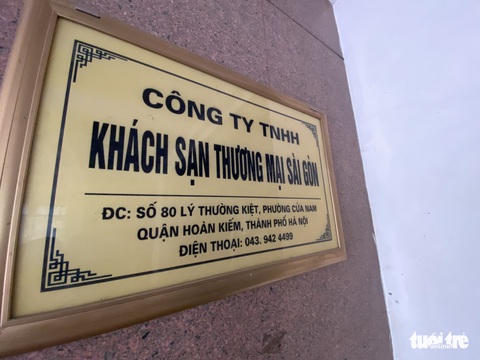 CÔNG TY TNHH
KHÁCH SẠN THƯƠNG MẠI SÀI GÒN
ĐC: SỐ 80 LÝ THƯỜNG KIỆT, PHƯỜNG CỬA NAM
QUẬN HOÀN KIẾM, THÀNH PHỐ HÀ NỘI
ĐIỆN THOẠI: 043. 942 4499
tuổi trẻ